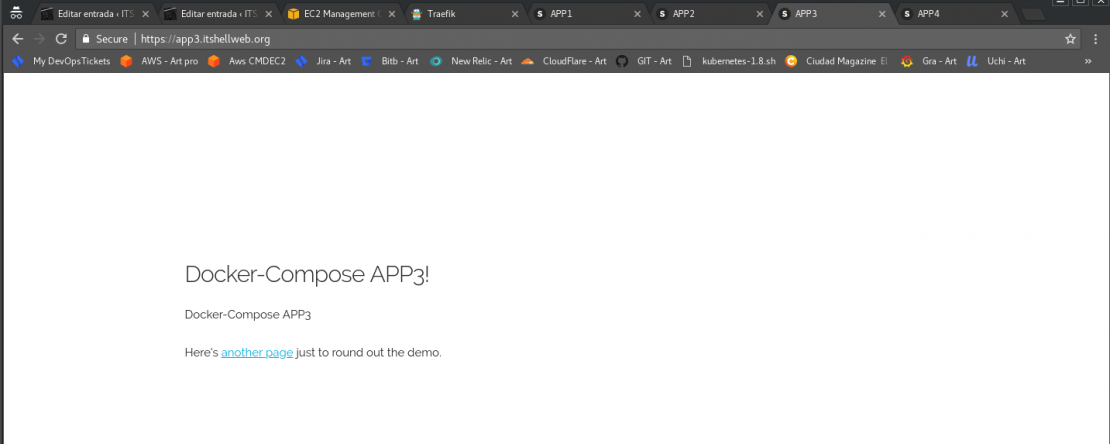 Editar entrada ‹ ITS
Editar entrada ‹ ITS
EC2 Management C
Traefik
APP1
APP2
APP3
APP4
Secure
https://app3.itshellweb.org
My DevOpsTickets
AWS - Art pro
Aws CMDEC2
Jira - Art
Bitb - Art
New Relic - Art
CloudFlare - Art
GIT - Art
kubernetes-1.8.sh
Ciudad Magazine El
Gra - Art
Uchi - Art
»
Docker-Compose APP3!
Docker-Compose APP3
Here's another page just to round out the demo.